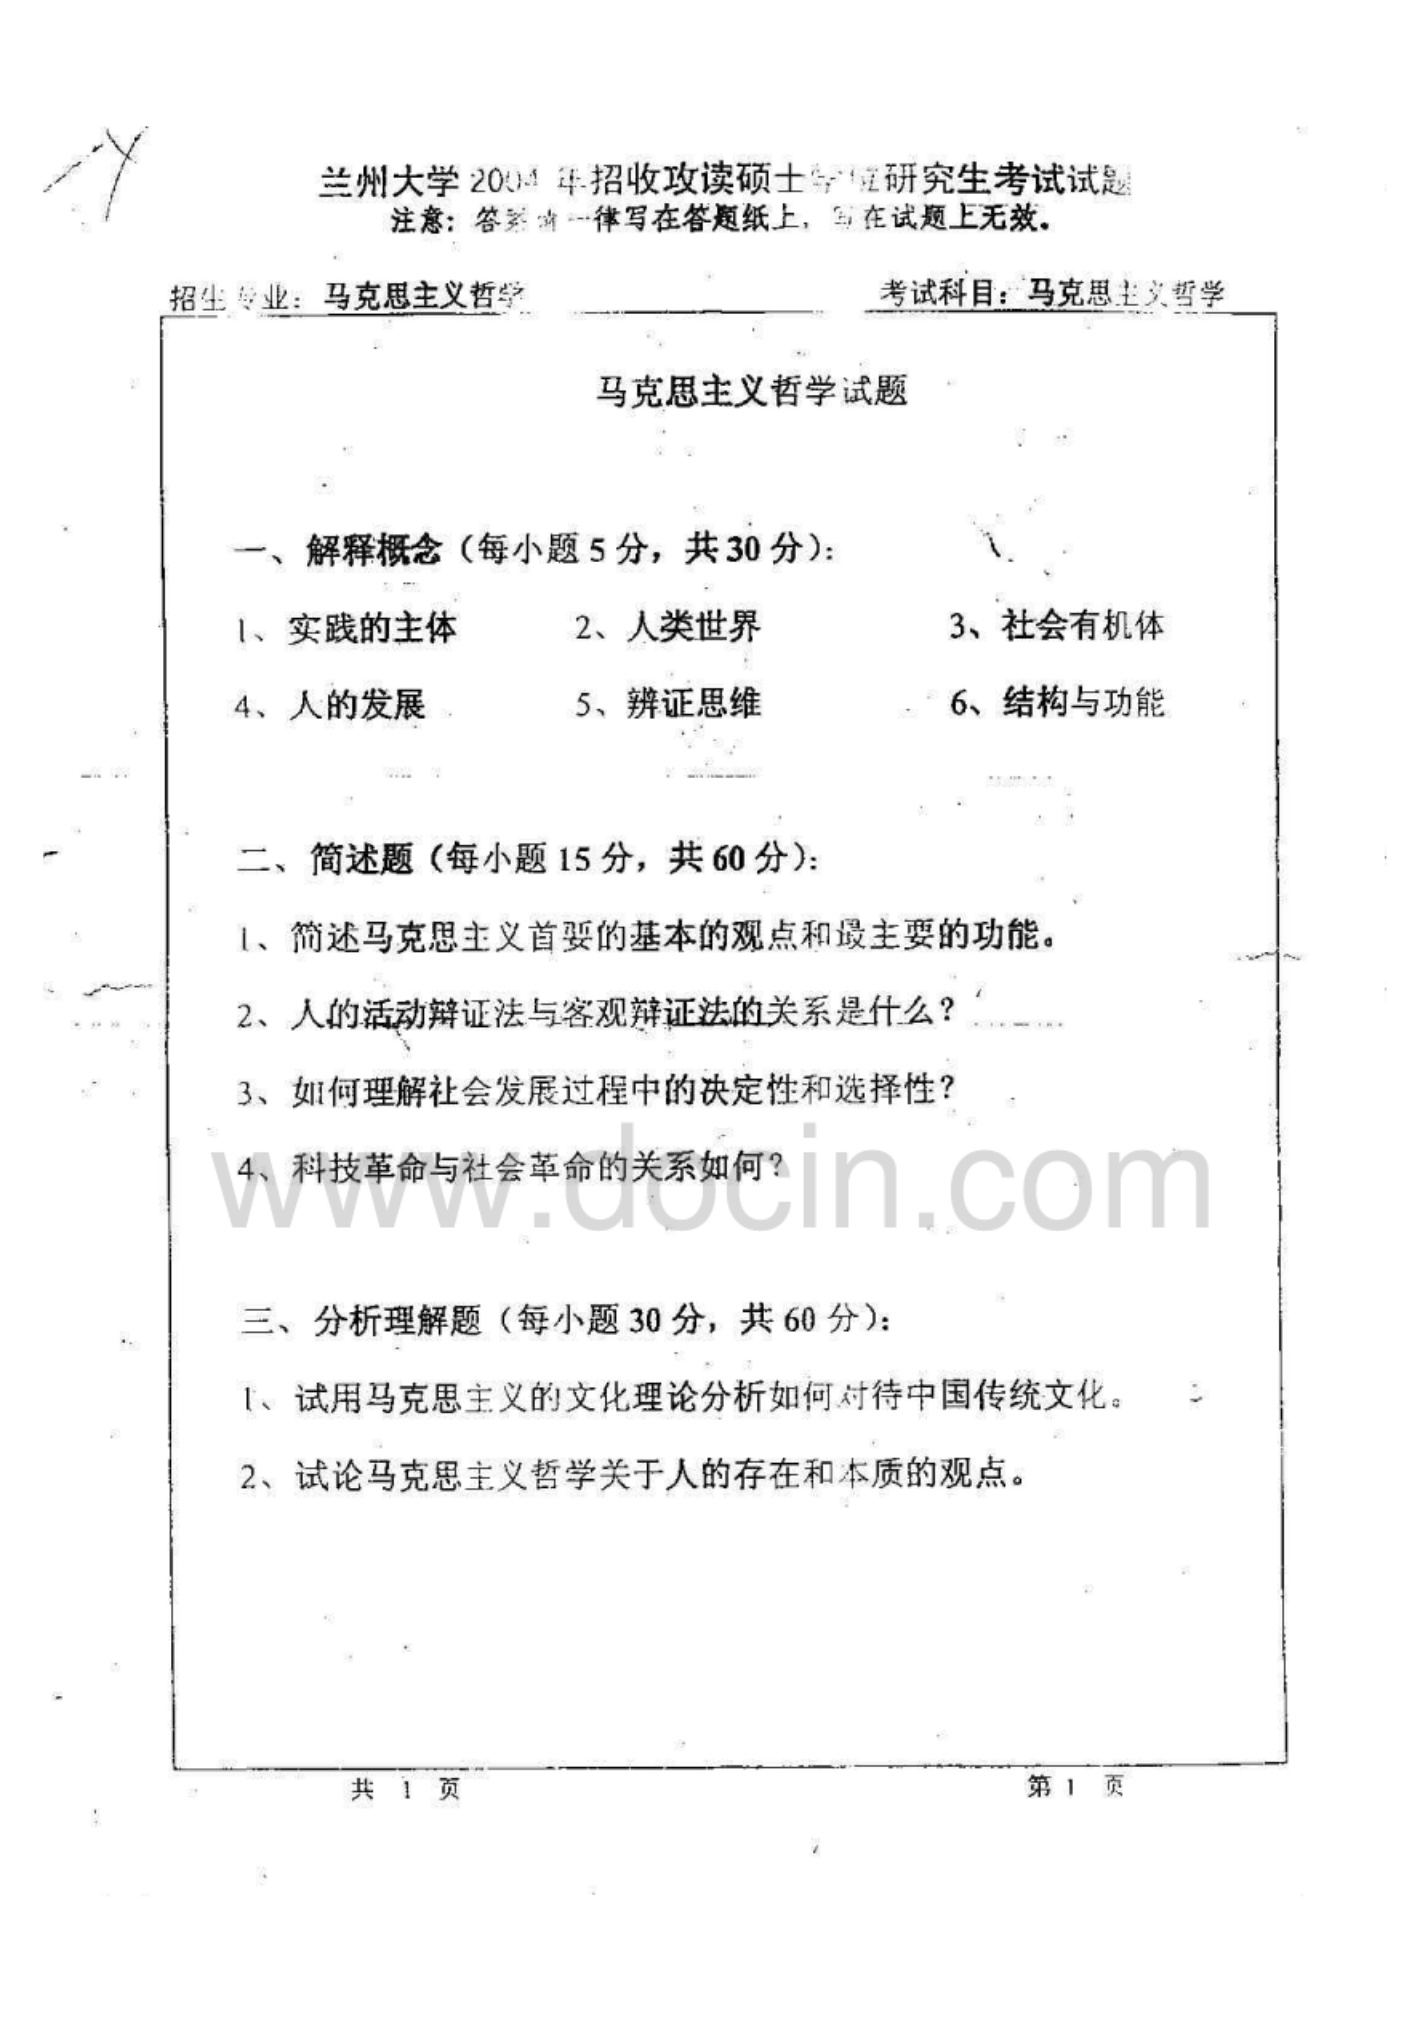 兰州大学 2004 年招收攻读硕士学位研究生考试试题
注意：答案请一律写在答题纸上，写在试题上无效。
招生专业：马克思主义哲学 考试科目：马克思主义哲学
马克思主义哲学试题
一、解释概念（每小题 5 分，共 30 分）：
1、实践的主体 2、人类世界 3、社会有机体
4、人的发展 5、辨证思维 6、结构与功能
二、简述题（每小题 15 分，共 60 分）：
1、简述马克思主义首要的基本的观点和最主要的功能。
2、人的活动辩证法与客观辩证法的关系是什么？
3、如何理解社会发展过程中的决定性和选择性？
4、科技革命与社会革命的关系如何？
www.docin.com
三、分析理解题（每小题 30 分，共 60 分）：
1、试用马克思主义的文化理论分析如何对待中国传统文化。
2、试论马克思主义哲学关于人的存在和本质的观点。
共 1 页 第 1 页